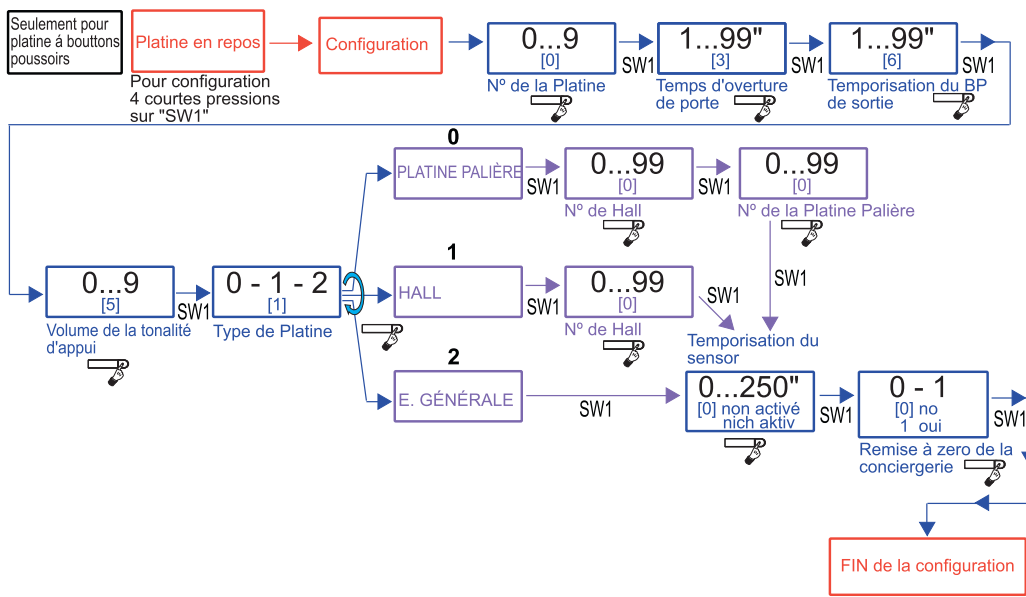 Seulement pour
platine á bouttons
poussoirs
Platine en repos
Configuration
Pour configuration
4 courtes pressions
sur "SW1"
0...9
[0]
Nº de la Platine
SW1
1...99"
[3]
Temps d'overture
de porte
SW1
1...99"
[6]
Temporisation du BP
de sortie
SW1
0
PLATINE PALIÈRE
SW1
0...99
[0]
Nº de Hall
SW1
0...99
[0]
Nº de la Platine Palière
SW1
0...9
[5]
Volume de la tonalité
d'appui
SW1
0 - 1 - 2
[1]
Type de Platine
1
HALL
SW1
0...99
[0]
Nº de Hall
SW1
2
E. GÉNÉRALE
SW1
Temporisation du
sensor
0...250"
[0] non activé
nich aktiv
SW1
0 - 1
[0] no
1 oui
Remise à zero de la
conciergerie
SW1
FIN de la configuration